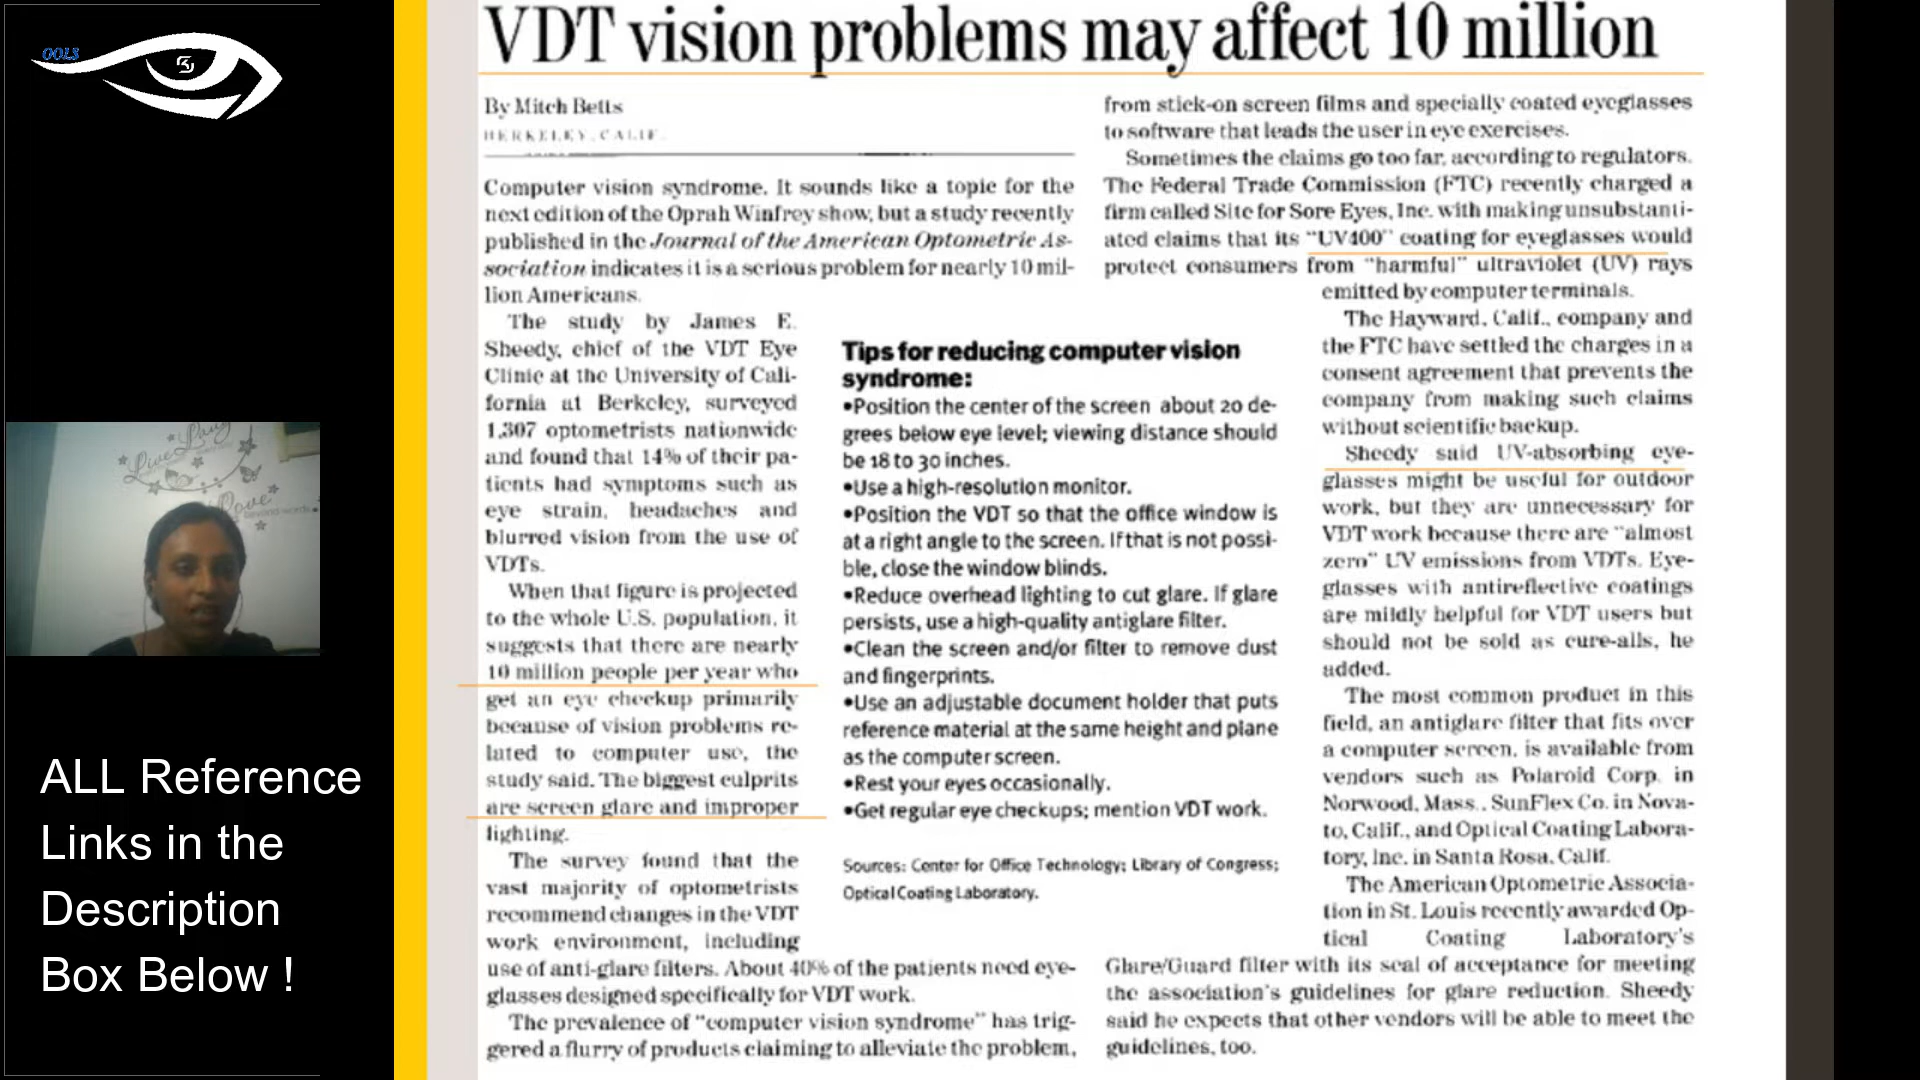 OOLS
Live Laugh
Love
beyond words
ALL Reference
Links in the
Description
Box Below !
VDT vision problems may affect 10 million
By Mitch Betts
BERKELEY, CALIF.
Computer vision syndrome. It sounds like a topic for the
next edition of the Oprah Winfrey show, but a study recently
published in the Journal of the American Optometric As-
sociation indicates it is a serious problem for nearly 10 mil-
lion Americans.
The study by James E.
Sheedy, chief of the VDT Eye
Clinic at the University of Cali-
fornia at Berkeley, surveyed
1,307 optometrists nationwide
and found that 14% of their pa-
tients had symptoms such as
eye strain, headaches and
blurred vision from the use of
VDTs.
When that figure is projected
to the whole U.S. population, it
suggests that there are nearly
10 million people per year who
get an eye checkup primarily
because of vision problems re-
lated to computer use, the
study said. The biggest culprits
are screen glare and improper
lighting.
The survey found that the
vast majority of optometrists
recommend changes in the VDT
work environment, including
use of anti-glare filters. About 40% of the patients need eye-
glasses designed specifically for VDT work.
The prevalence of "computer vision syndrome" has trig-
gered a flurry of products claiming to alleviate the problem,
Tips for reducing computer vision
syndrome:
•Position the center of the screen about 20 de-
grees below eye level; viewing distance should
be 18 to 30 inches.
•Use a high-resolution monitor.
•Position the VDT so that the office window is
at a right angle to the screen. If that is not possi-
ble, close the window blinds.
•Reduce overhead lighting to cut glare. If glare
persists, use a high-quality antiglare filter.
•Clean the screen and/or filter to remove dust
and fingerprints.
•Use an adjustable document holder that puts
reference material at the same height and plane
as the computer screen.
•Rest your eyes occasionally.
•Get regular eye checkups; mention VDT work.
Sources: Center for Office Technology; Library of Congress;
Optical Coating Laboratory.
from stick-on screen films and specially coated eyeglasses
to software that leads the user in eye exercises.
Sometimes the claims go too far, according to regulators.
The Federal Trade Commission (FTC) recently charged a
firm called Site for Sore Eyes, Inc. with making unsubstanti-
ated claims that its "UV400" coating for eyeglasses would
protect consumers from "harmful" ultraviolet (UV) rays
emitted by computer terminals.
The Hayward, Calif., company and
the FTC have settled the charges in a
consent agreement that prevents the
company from making such claims
without scientific backup.
Sheedy said UV-absorbing eye-
glasses might be useful for outdoor
work, but they are unnecessary for
VDT work because there are "almost
zero" UV emissions from VDTs. Eye-
glasses with antireflective coatings
are mildly helpful for VDT users but
should not be sold as cure-alls, he
added.
The most common product in this
field, an antiglare filter that fits over
a computer screen, is available from
vendors such as Polaroid Corp. in
Norwood, Mass., SunFlex Co. in Nova-
to, Calif., and Optical Coating Labora-
tory, Inc. in Santa Rosa, Calif.
The American Optometric Associa-
tion in St. Louis recently awarded Op-
tical Coating Laboratory's
Glare/Guard filter with its seal of acceptance for meeting
the association's guidelines for glare reduction. Sheedy
said he expects that other vendors will be able to meet the
guidelines, too.